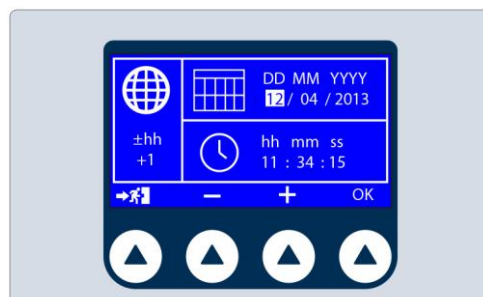 DD MM YYYY
12 / 04 / 2013
±hh
+1
hh mm ss
11 : 34 : 15
− + OK